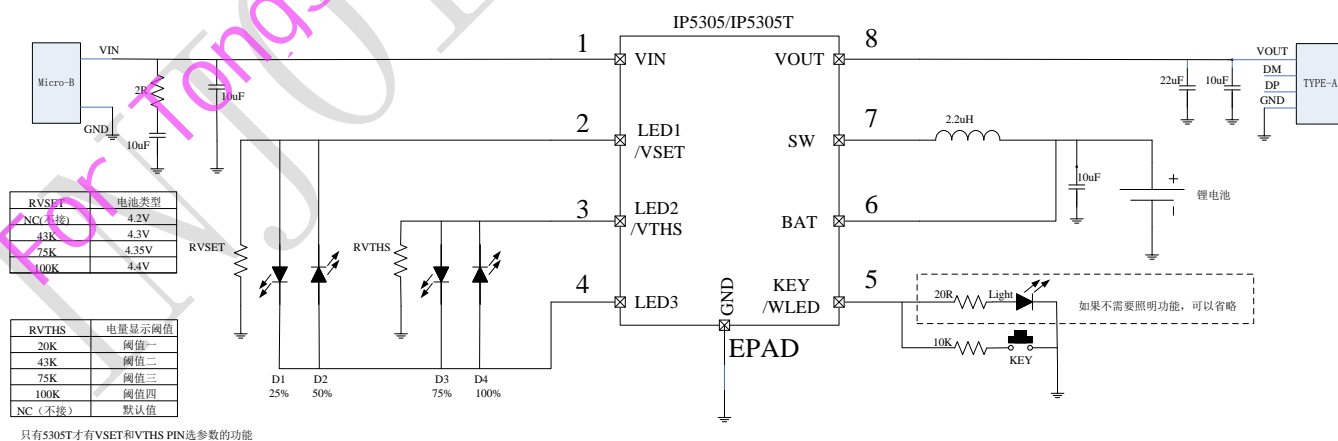 IP5305/IP5305T
Micro-B
VIN
GND
2R
10uF
10uF
1
VIN
2
LED1
/VSET
3
LED2
/VTHS
4
LED3
VOUT
8
SW
7
BAT
6
KEY
/WLED
5
GND
EPAD
22uF
10uF
VOUT
DM
DP
GND
TYPE-A
2.2uH
10uF
+
锂电池
20R
Light
如果不需要照明功能，可以省略
10K
KEY
RVSET
RVTHS
D1
25%
D2
50%
D3
75%
D4
100%
RVSET 电池类型
NC(不接) 4.2V
43K 4.3V
75K 4.35V
100K 4.4V
RVTHS 电量显示阈值
20K 阈值一
43K 阈值二
75K 阈值三
100K 阈值四
NC（不接） 默认值
只有5305T才有VSET和VTHS PIN选参数的功能
For Tongs
INJO